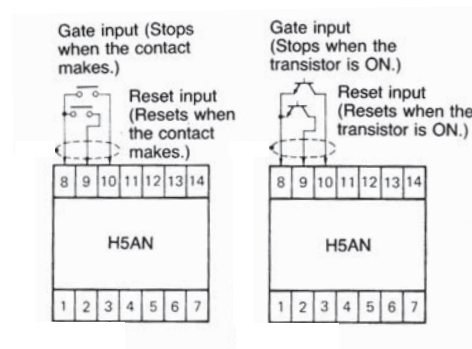 Gate input (Stops
when the contact
makes.)
Reset input
(Resets when
the contact
makes.)
8 9 10 11 12 13 14
H5AN
1 2 3 4 5 6 7
Gate input
(Stops when the
transistor is ON.)
Reset input
(Resets when the
transistor is ON.)
8 9 10 11 12 13 14
H5AN
1 2 3 4 5 6 7